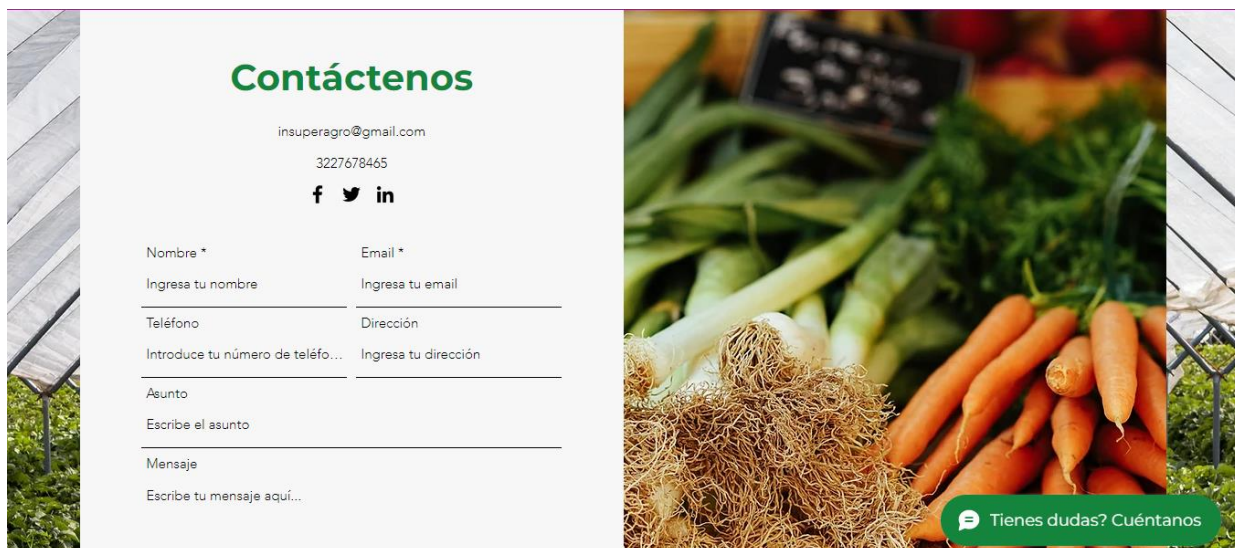 Contáctenos
insuperagro@gmail.com
3227678465
Nombre *
Email *
Ingresa tu nombre
Ingresa tu email
Teléfono
Dirección
Introduce tu número de teléfo...
Ingresa tu dirección
Asunto
Escribe el asunto
Mensaje
Escribe tu mensaje aquí...
Tienes dudas? Cuéntanos